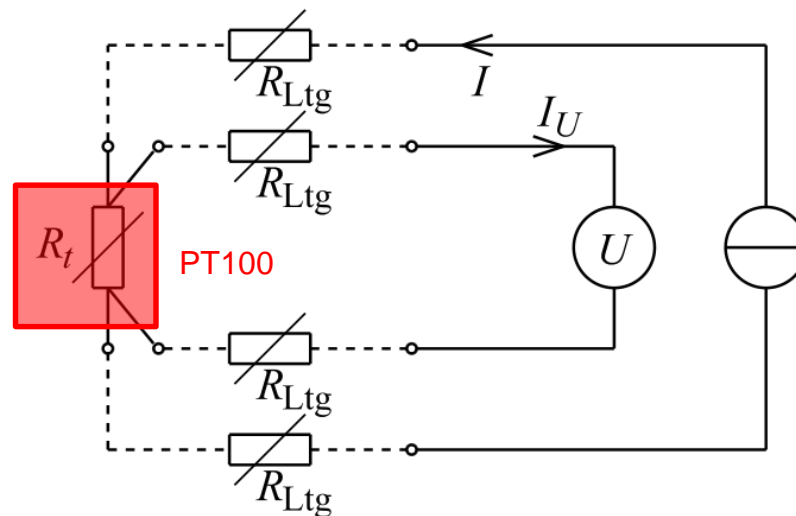 R_Ltg
I
R_Ltg
I_U
R_t
PT100
U
R_Ltg
R_Ltg